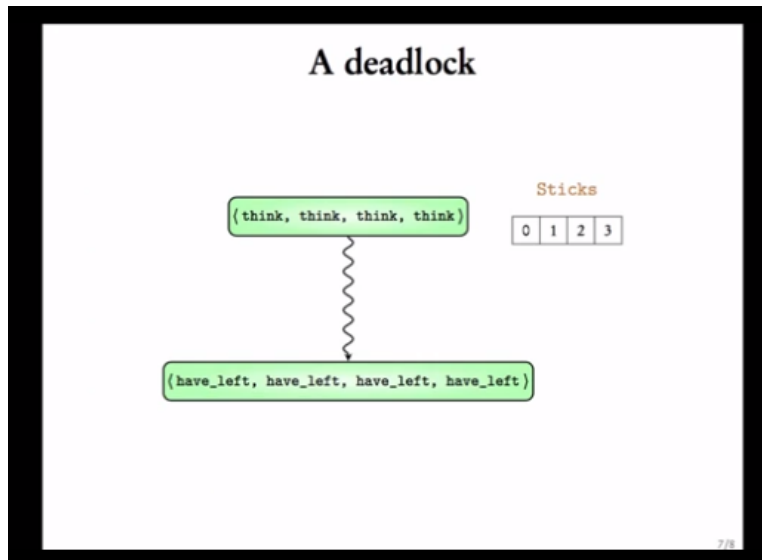 A deadlock
Sticks
⟨think, think, think, think⟩
0 1 2 3
⟨have_left, have_left, have_left, have_left⟩
7/8